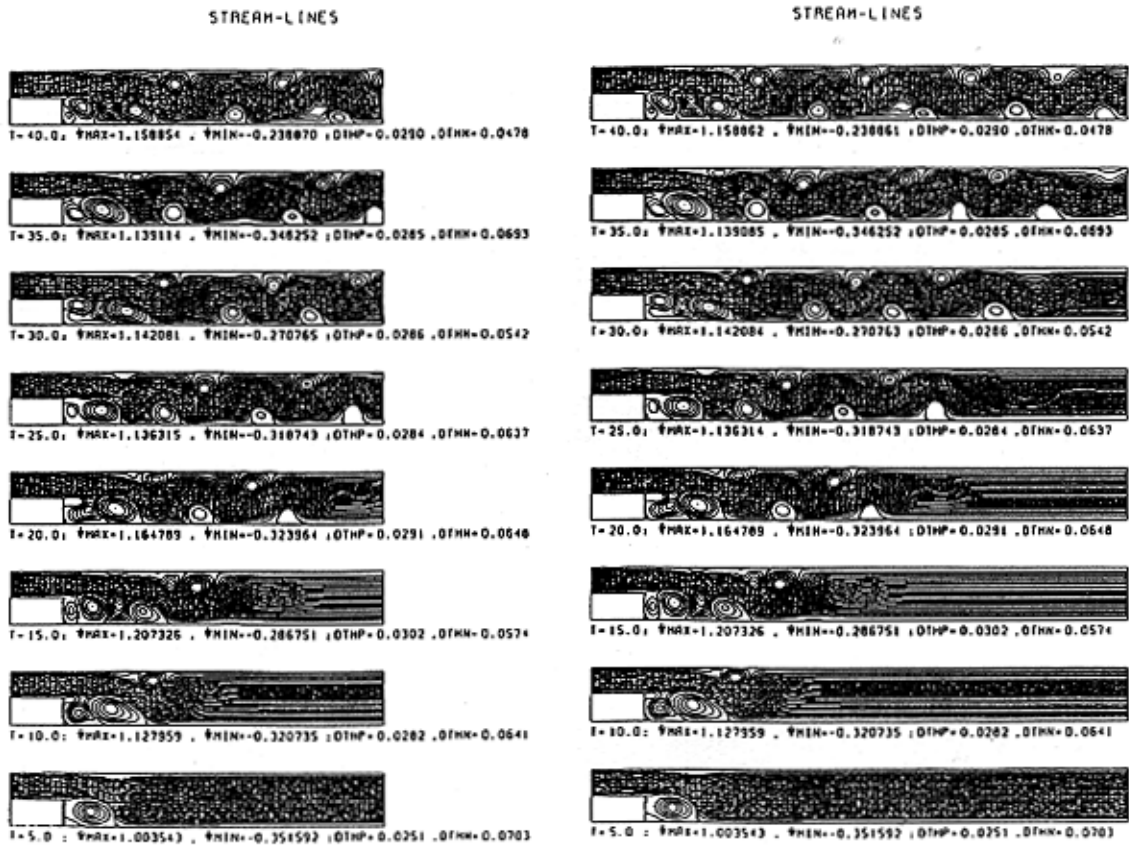 STREAM-LINES
T=40.0: ΨMAX=1.158854 , ΨMIN=-0.238870 ;DTHP=0.0290 ,DTHN=0.0478
T=35.0: ΨMAX=1.139114 , ΨMIN=-0.346252 ;DTHP=0.0285 ,DTHN=0.0693
T=30.0: ΨMAX=1.142081 , ΨMIN=-0.270765 ;DTHP=0.0286 ,DTHN=0.0542
T=25.0: ΨMAX=1.136315 , ΨMIN=-0.318743 ;DTHP=0.0284 ,DTHN=0.0637
T=20.0: ΨMAX=1.164789 , ΨMIN=-0.323964 ;DTHP=0.0291 ,DTHN=0.0648
T=15.0: ΨMAX=1.207326 , ΨMIN=-0.286751 ;DTHP=0.0302 ,DTHN=0.0574
T=10.0: ΨMAX=1.127959 , ΨMIN=-0.320735 ;DTHP=0.0282 ,DTHN=0.0641
T=5.0 : ΨMAX=1.003543 , ΨMIN=-0.351592 ;DTHP=0.0251 ,DTHN=0.0703
STREAM-LINES
T=40.0: ΨMAX=1.158862 , ΨMIN=-0.238861 ;DTHP=0.0290 ,DTHN=0.0478
T=35.0: ΨMAX=1.139085 , ΨMIN=-0.346252 ;DTHP=0.0285 ,DTHN=0.0693
T=30.0: ΨMAX=1.142084 , ΨMIN=-0.270763 ;DTHP=0.0286 ,DTHN=0.0542
T=25.0: ΨMAX=1.136314 , ΨMIN=-0.318743 ;DTHP=0.0284 ,DTHN=0.0637
T=20.0: ΨMAX=1.164789 , ΨMIN=-0.323964 ;DTHP=0.0291 ,DTHN=0.0648
T=15.0: ΨMAX=1.207326 , ΨMIN=-0.286751 ;DTHP=0.0302 ,DTHN=0.0574
T=10.0: ΨMAX=1.127959 , ΨMIN=-0.320735 ;DTHP=0.0282 ,DTHN=0.0641
T=5.0 : ΨMAX=1.003543 , ΨMIN=-0.351592 ;DTHP=0.0251 ,DTHN=0.0703